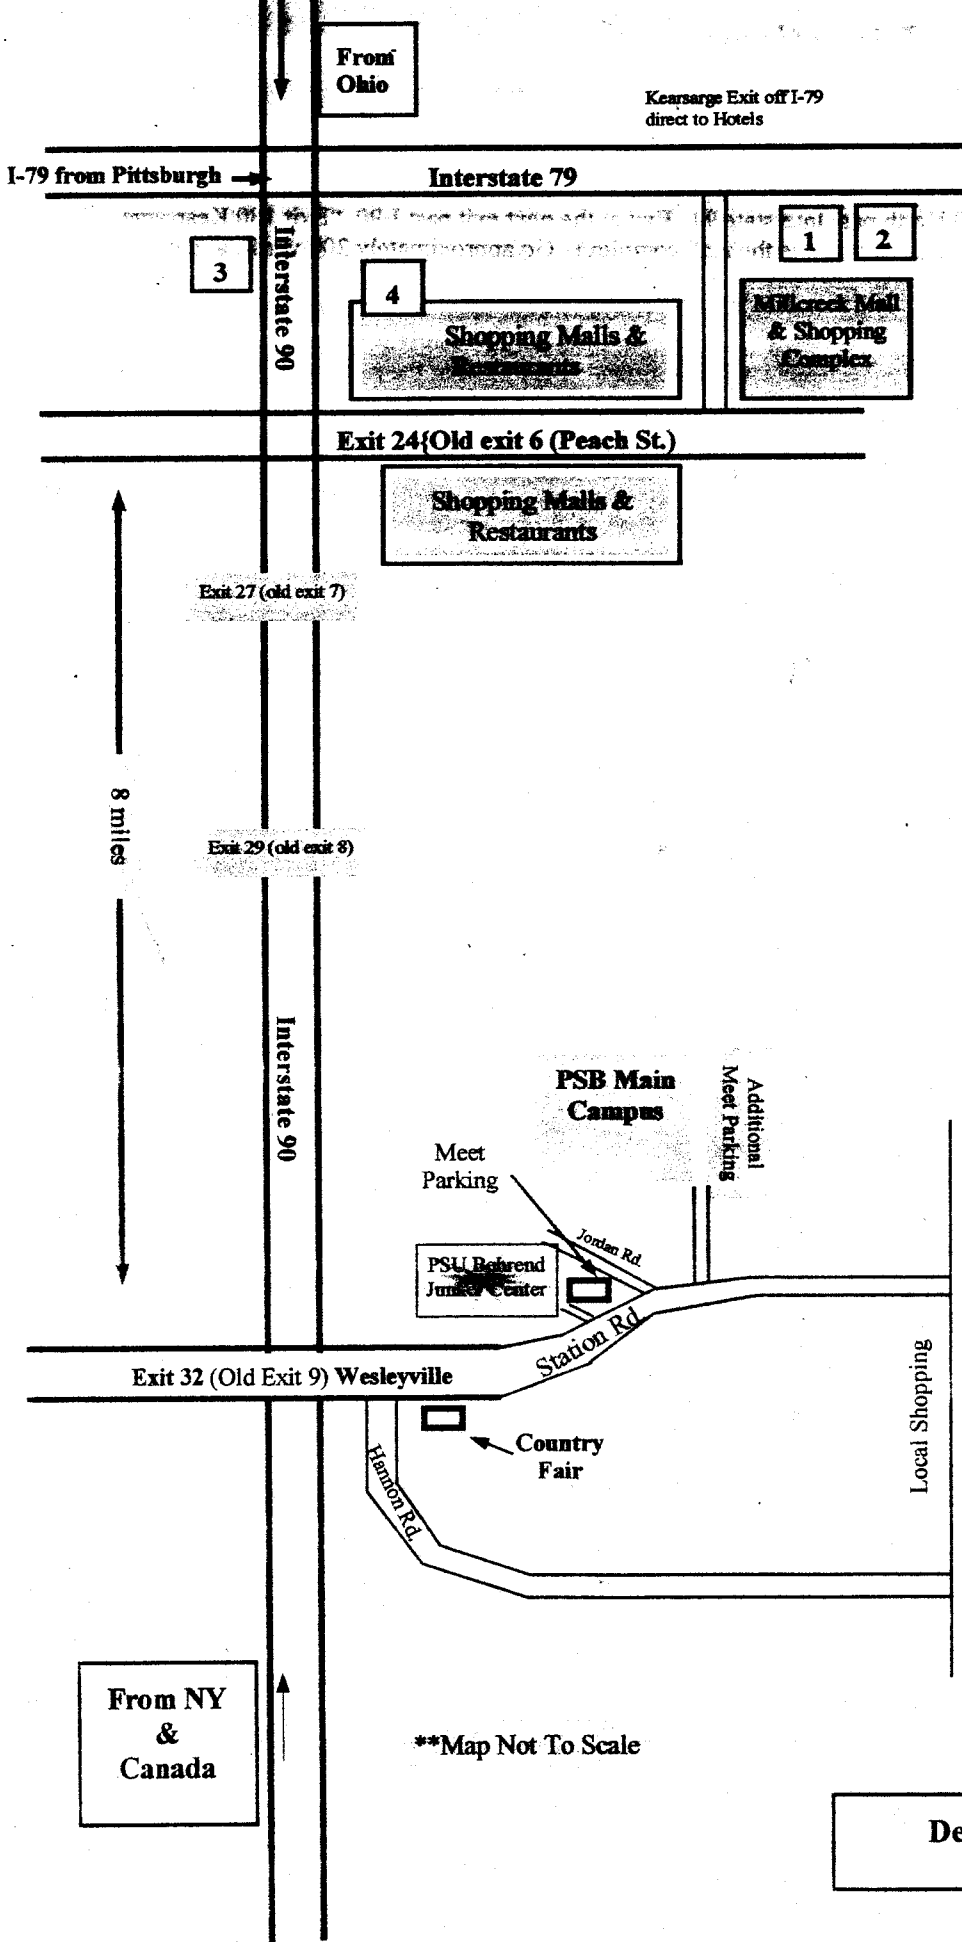 From
Ohio
Kearsarge Exit off I-79
direct to Hotels
I-79 from Pittsburgh
Interstate 79
1
2
3
Interstate 90
4
Shopping Malls &
Restaurants
Millcreek Mall
& Shopping
Complex
Exit 24{Old exit 6 (Peach St.)
Shopping Malls &
Restaurants
Exit 27 (old exit 7)
8 miles
Exit 29 (old exit 8)
Interstate 90
PSB Main
Campus
Additional
Meet Parking
Meet
Parking
Jordan Rd.
PSU Behrend
Junker Center
Station Rd.
Exit 32 (Old Exit 9) Wesleyville
Local Shopping
Country
Fair
Hannon Rd.
From NY
&
Canada
**Map Not To Scale
De